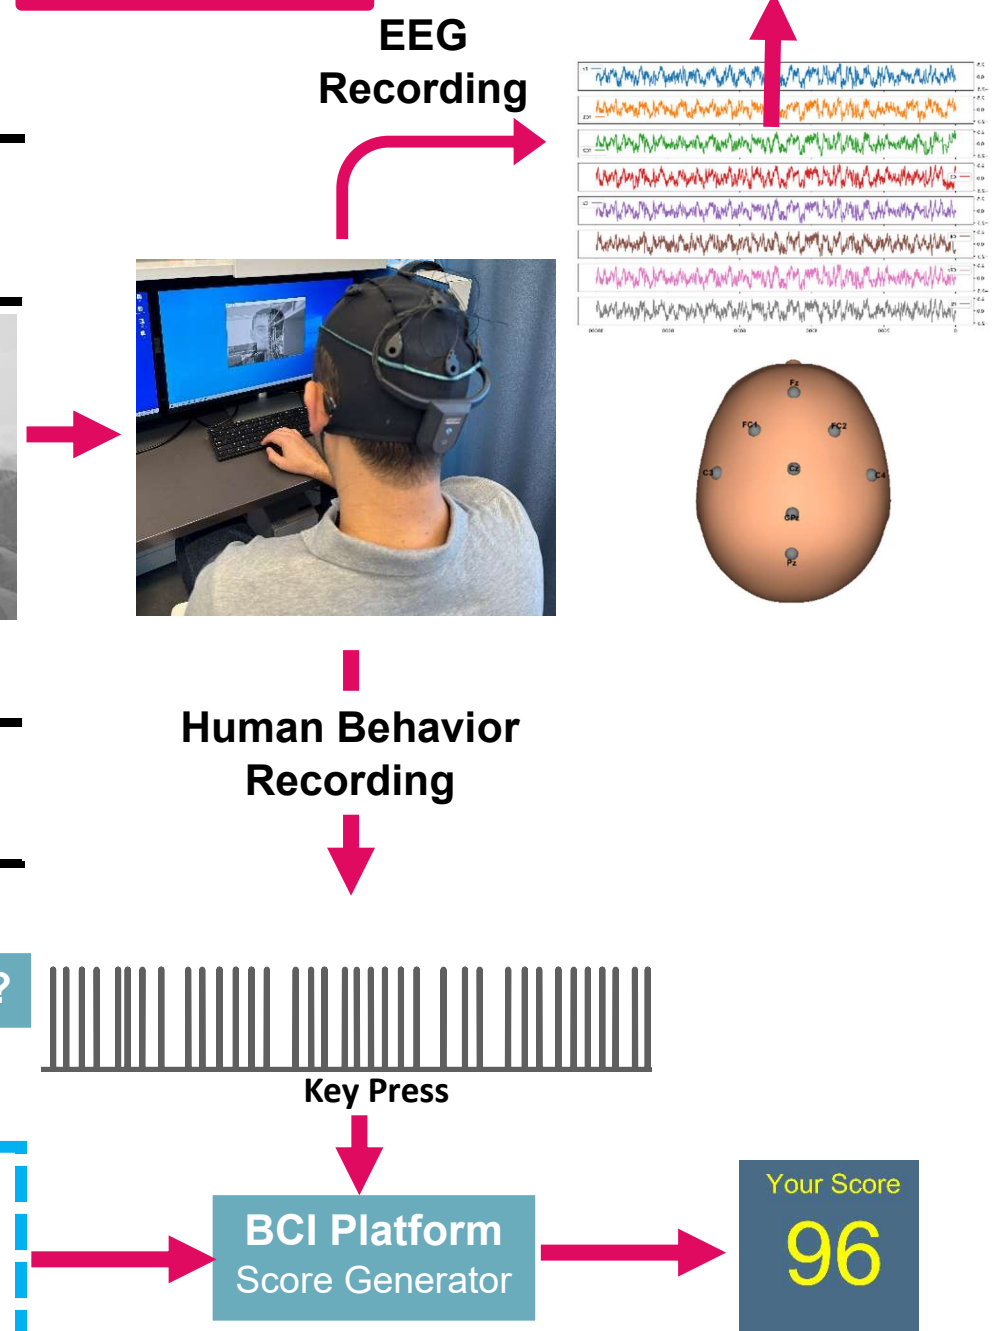 EEG
Recording
Fz
FC1
FC2
C3
Cz
C4
CPz
Pz
Human Behavior
Recording
?
Key Press
BCI Platform
Score Generator
Your Score
96